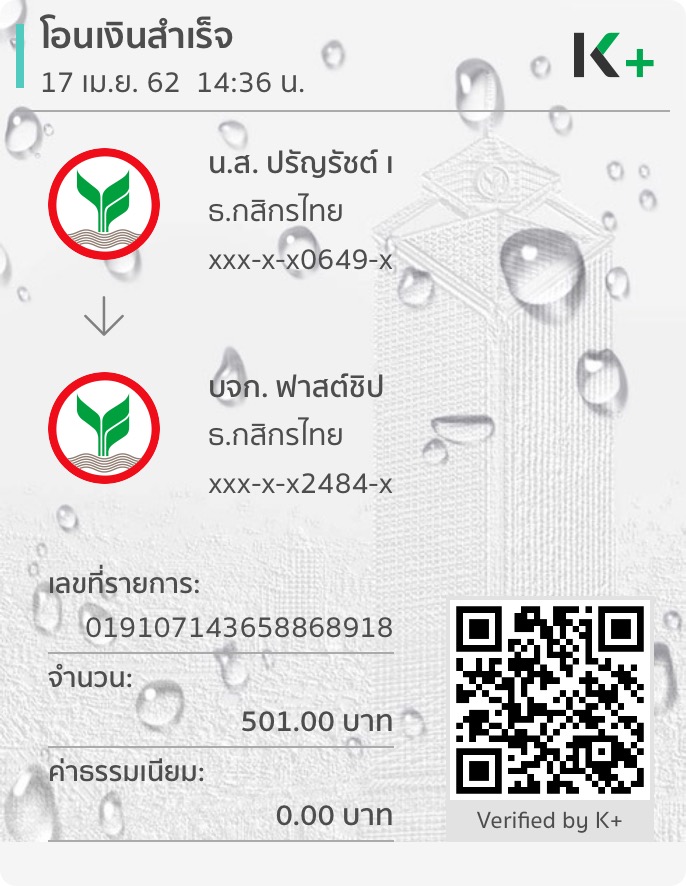 โอนเงินสำเร็จ
17 เม.ย. 62 14:36 น.
K+
น.ส. ปรัญรัชต์ เ
ธ.กสิกรไทย
xxx-x-x0649-x
บจก. ฟาสต์ชิป
ธ.กสิกรไทย
xxx-x-x2484-x
เลขที่รายการ:
019107143658868918
จำนวน:
501.00 บาท
ค่าธรรมเนียม:
0.00 บาท
Verified by K+